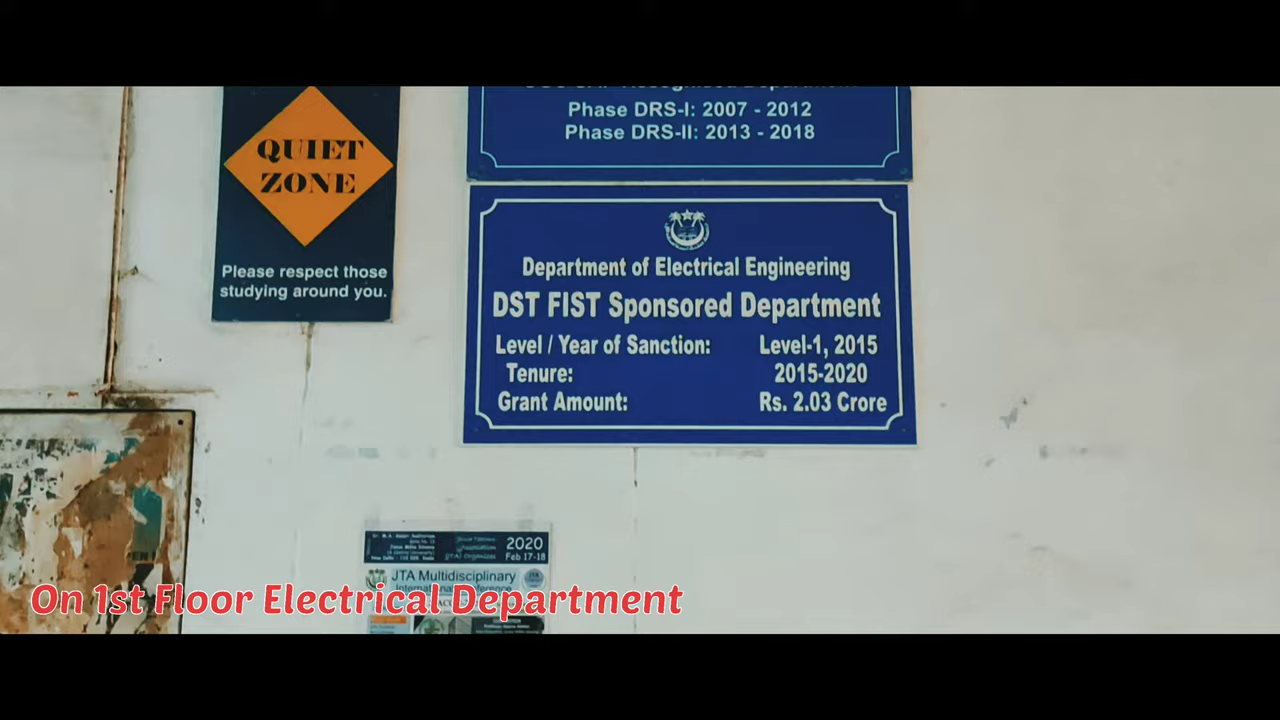 Phase DRS-I: 2007 - 2012
Phase DRS-II: 2013 - 2018
QUIET
ZONE
Please respect those
studying around you.
Department of Electrical Engineering
DST FIST Sponsored Department
Level / Year of Sanction: Level-1, 2015
Tenure: 2015-2020
Grant Amount: Rs. 2.03 Crore
2020
Feb 17-18
JTA Multidisciplinary
On 1st Floor Electrical Department